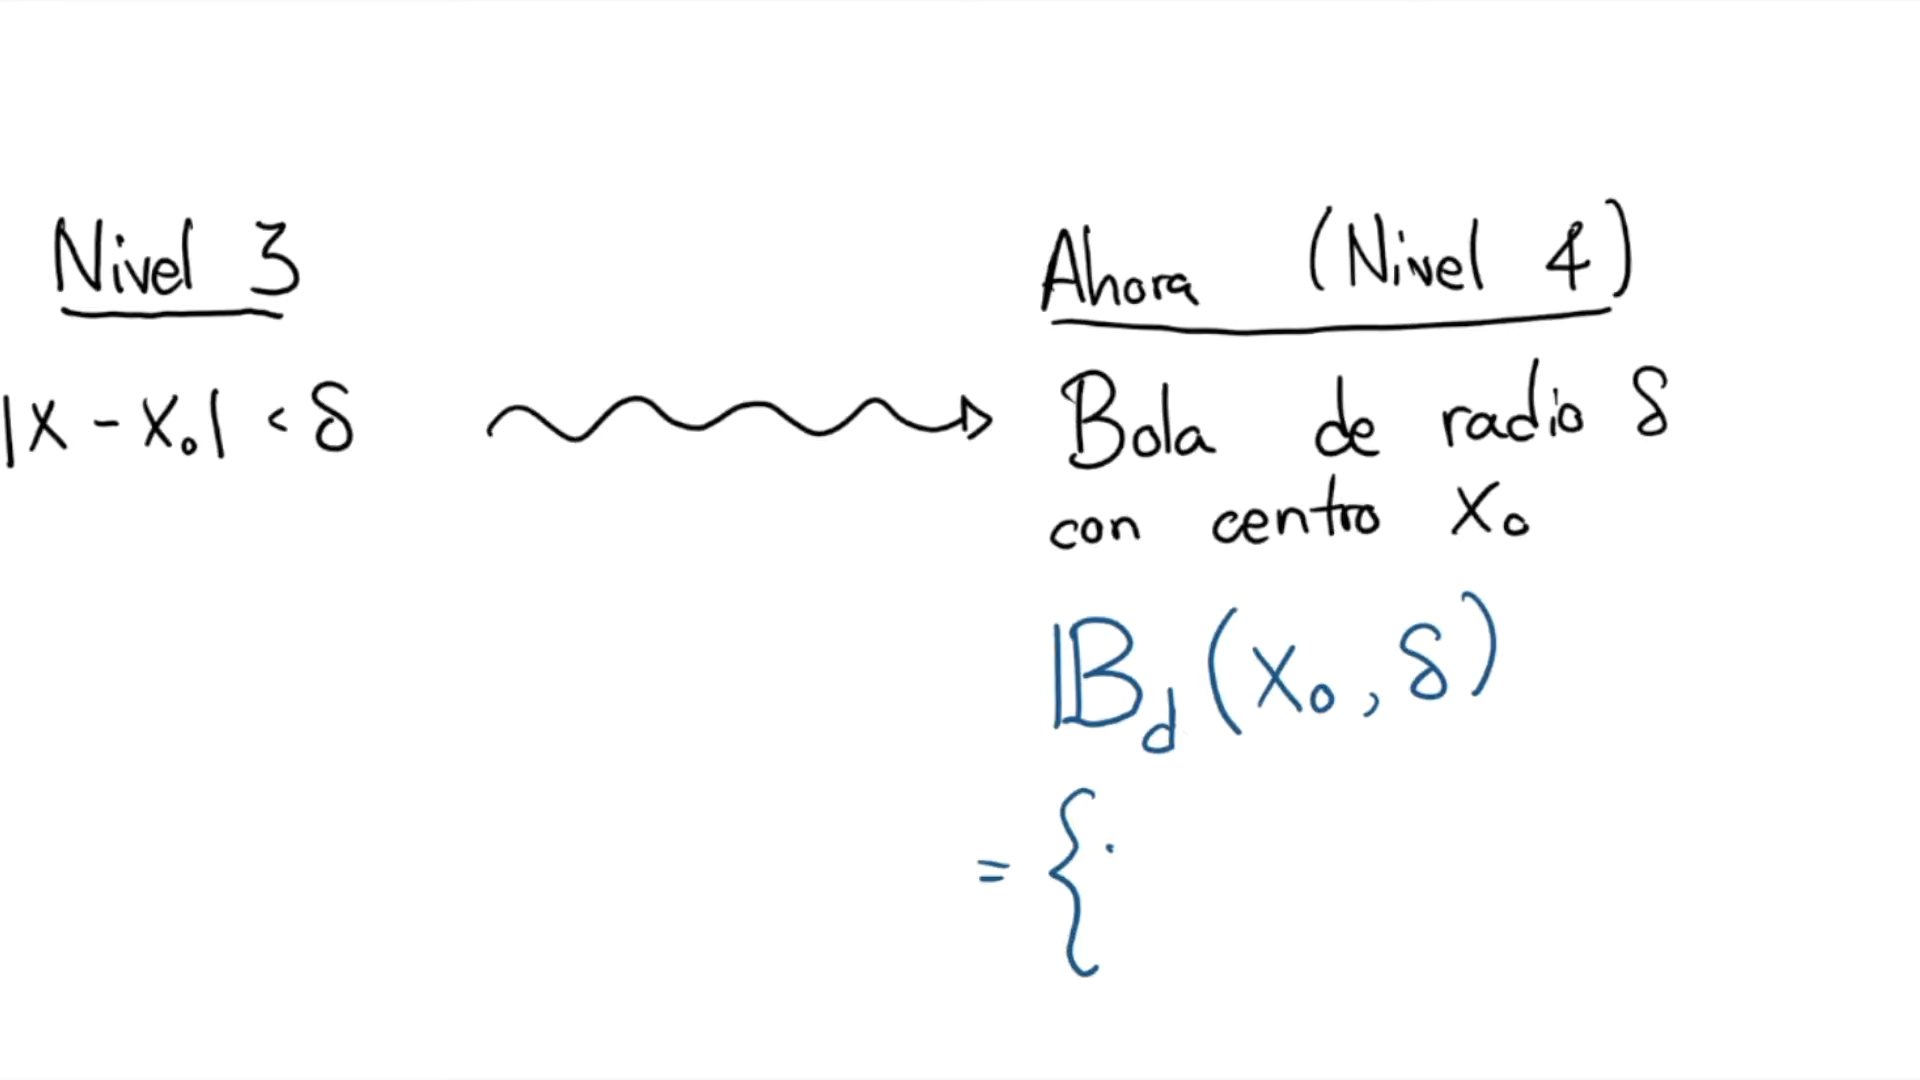 Nivel 3
|x - x₀| < δ
Ahora (Nivel 4)
Bola de radio δ
con centro x₀
𝔹_d (x₀, δ)
= {